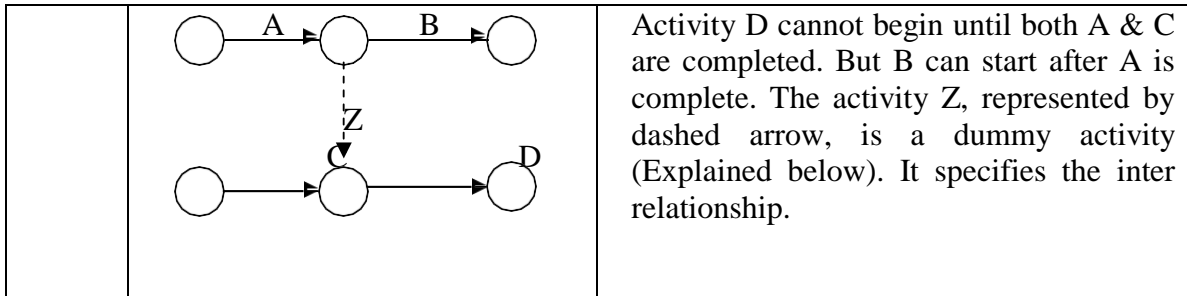 A B
Z
C D
Activity D cannot begin until both A & C
are completed. But B can start after A is
complete. The activity Z, represented by
dashed arrow, is a dummy activity
(Explained below). It specifies the inter
relationship.